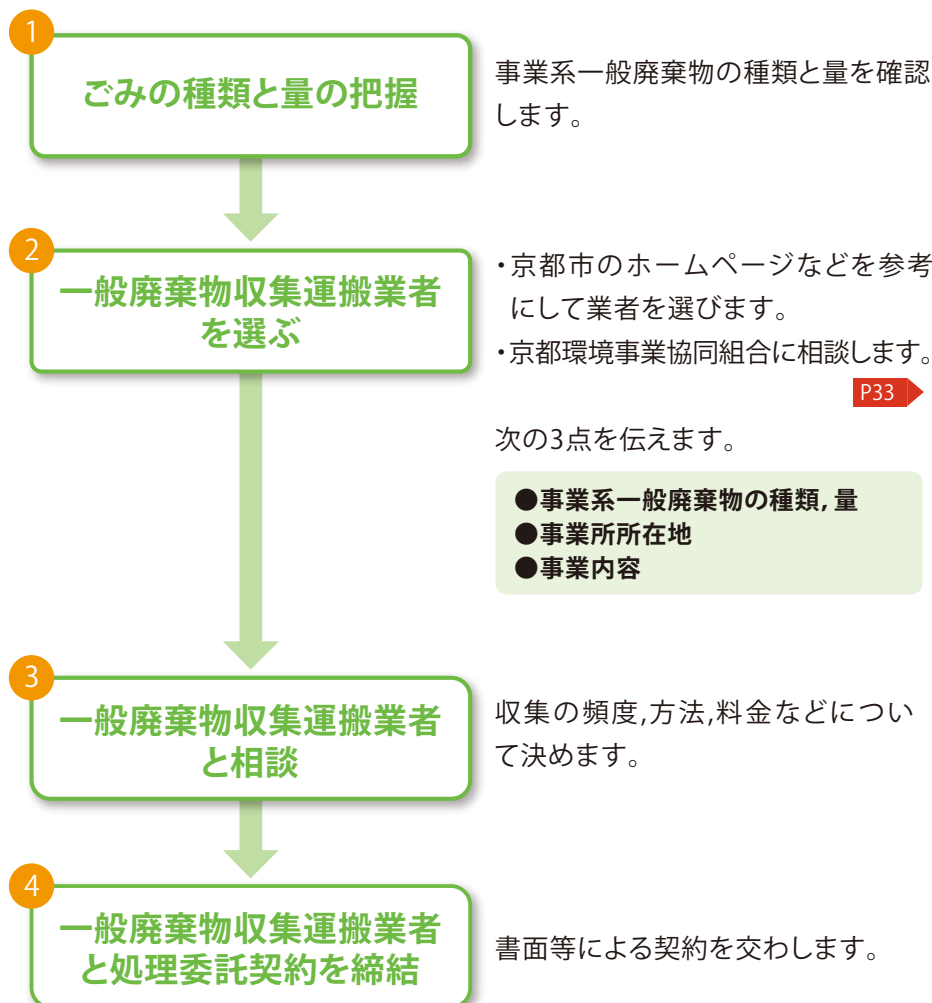 1
ごみの種類と量の把握
事業系一般廃棄物の種類と量を確認
します。
2
一般廃棄物収集運搬業者
を選ぶ
・京都市のホームページなどを参考
にして業者を選びます。
・京都環境事業協同組合に相談します。
P33
次の3点を伝えます。
●事業系一般廃棄物の種類,量
●事業所所在地
●事業内容
3
一般廃棄物収集運搬業者
と相談
収集の頻度,方法,料金などについ
て決めます。
4
一般廃棄物収集運搬業者
と処理委託契約を締結
書面等による契約を交わします。